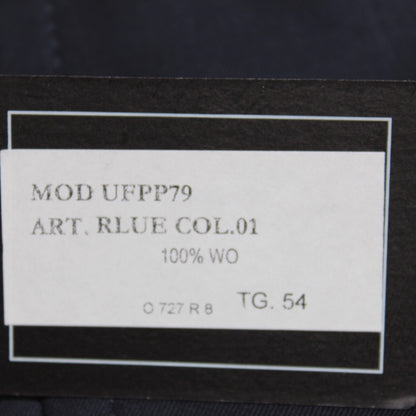 MOD UFPP79
ART. RLUE COL.01
100% WO
O 727 R 8 TG. 54